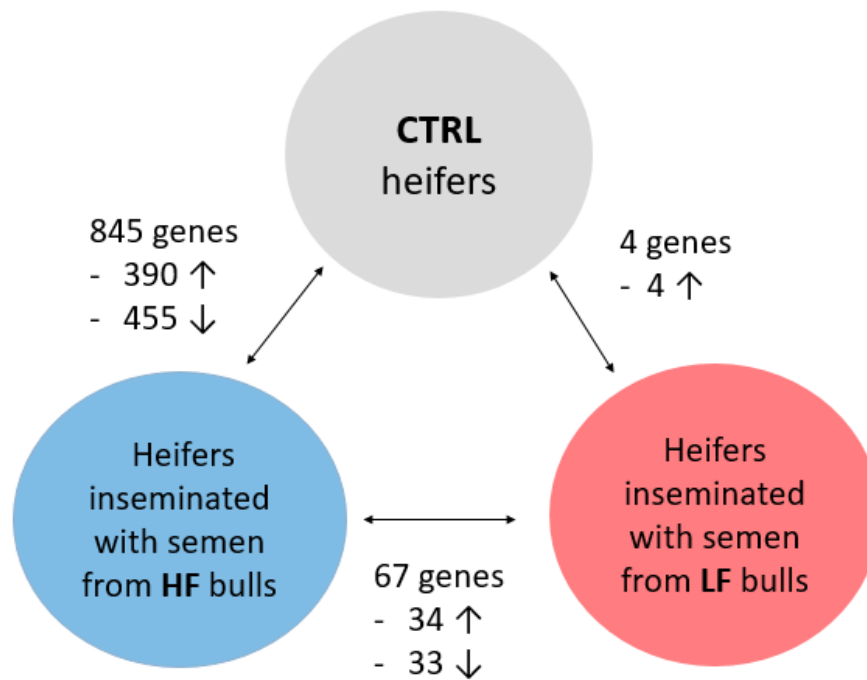 CTRL
heifers
845 genes
- 390 ↑
- 455 ↓
4 genes
- 4 ↑
Heifers
inseminated
with semen
from HF bulls
Heifers
inseminated
with semen
from LF bulls
67 genes
- 34 ↑
- 33 ↓